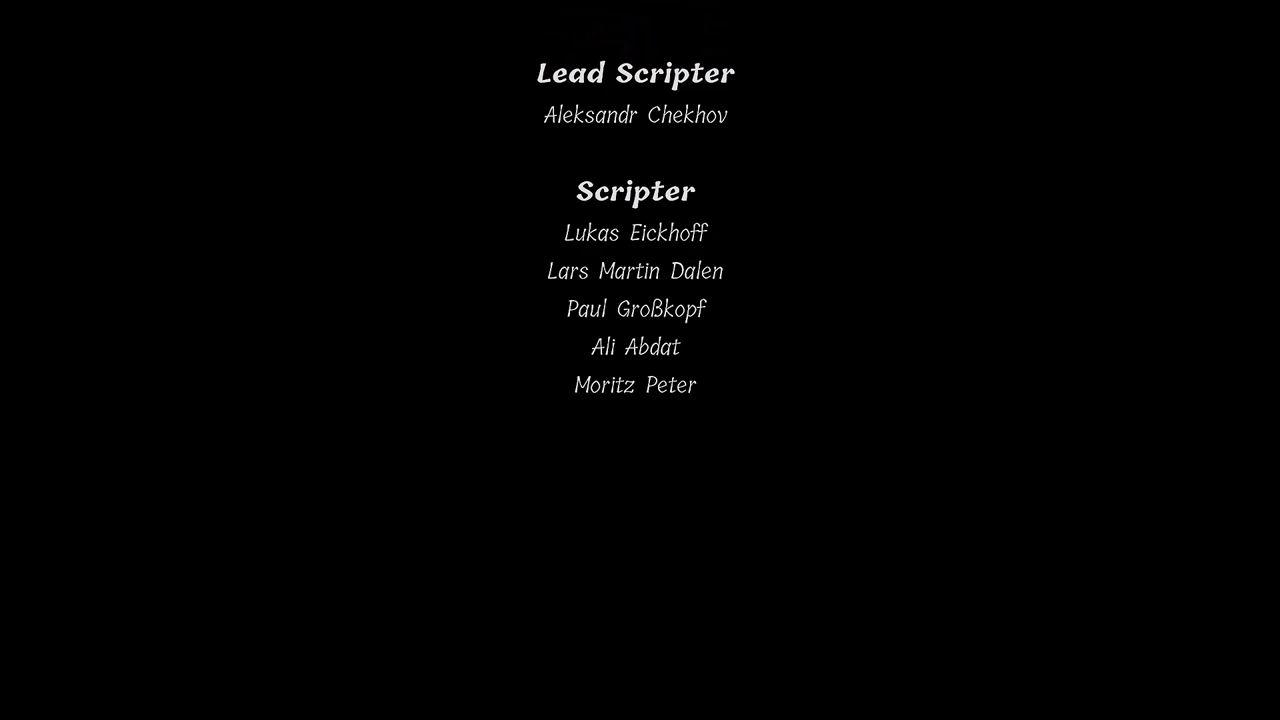 Lead Scripter
Aleksandr Chekhov
Scripter
Lukas Eickhoff
Lars Martin Dalen
Paul Großkopf
Ali Abdat
Moritz Peter